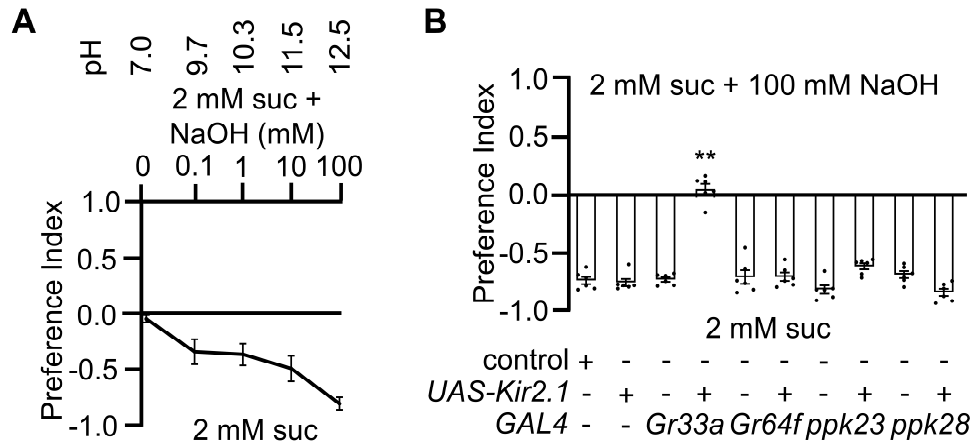 A
pH 7.0 9.7 10.3 11.5 12.5
2 mM suc +
NaOH (mM)
0 0.1 1 10 100
Preference Index
1.0
0.5
0.0
-0.5
-1.0
2 mM suc
B
2 mM suc + 100 mM NaOH
Preference Index
1.0
0.5
0.0
-0.5
-1.0
**
2 mM suc
control + - - - - - - - - -
UAS-Kir2.1 - + - + - + - + - +
GAL4 - - Gr33a Gr64f ppk23 ppk28